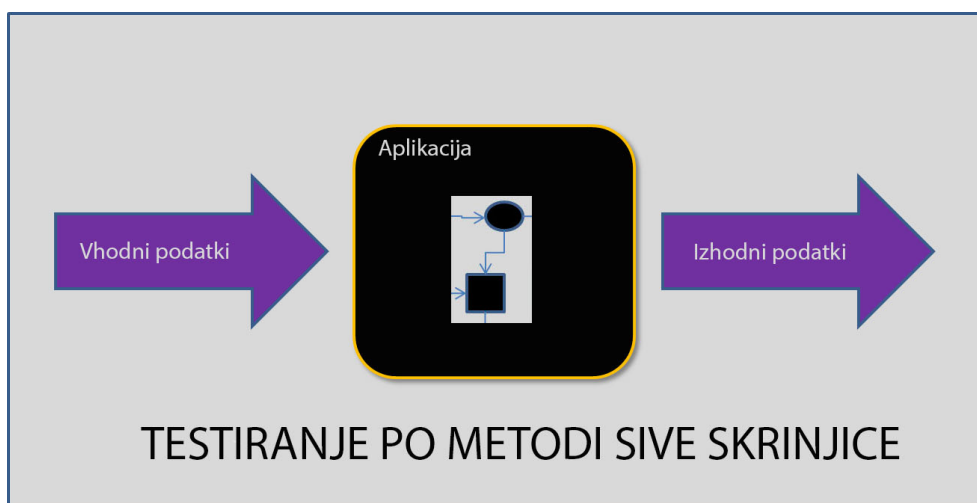 Aplikacija
Vhodni podatki
Izhodni podatki
TESTIRANJE PO METODI SIVE SKRINJICE